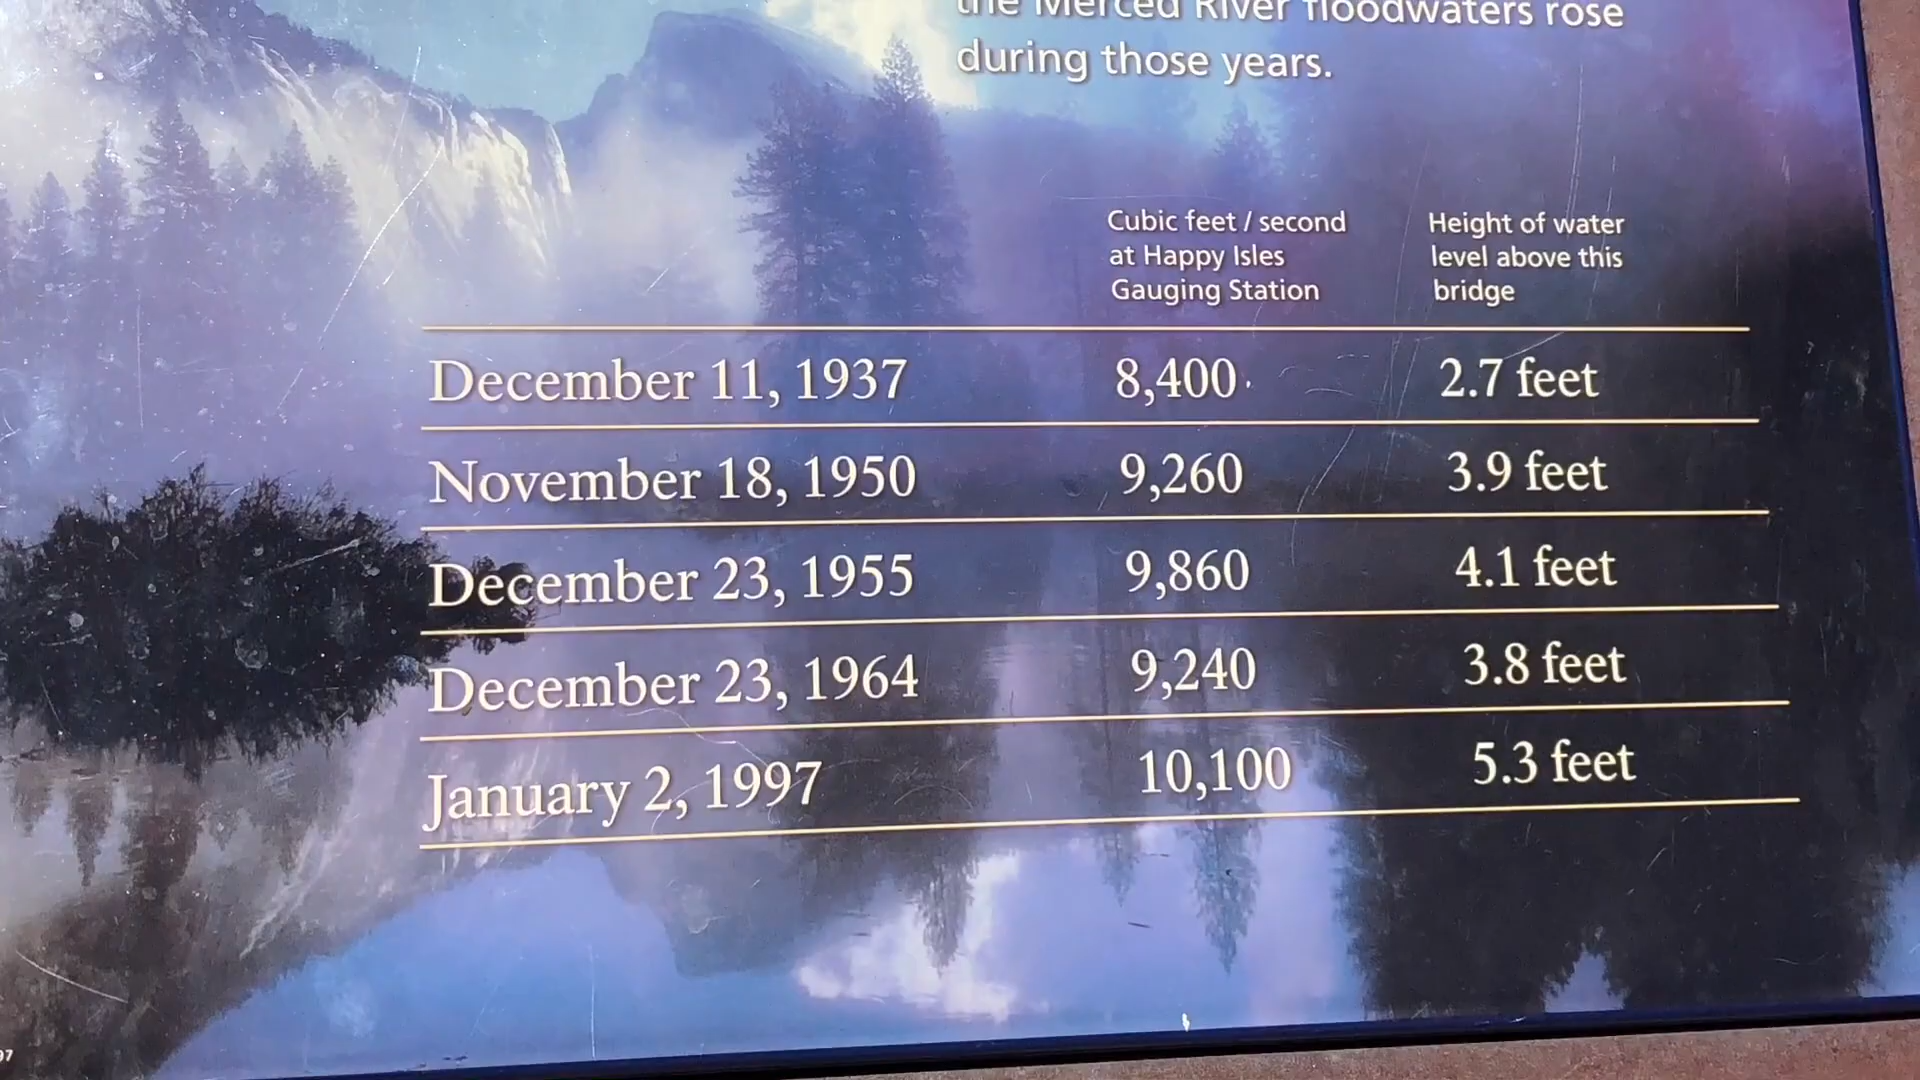 the Merced River floodwaters rose
during those years.
Cubic feet / second
at Happy Isles
Gauging Station
Height of water
level above this
bridge
December 11, 1937 8,400 2.7 feet
November 18, 1950 9,260 3.9 feet
December 23, 1955 9,860 4.1 feet
December 23, 1964 9,240 3.8 feet
January 2, 1997 10,100 5.3 feet
97